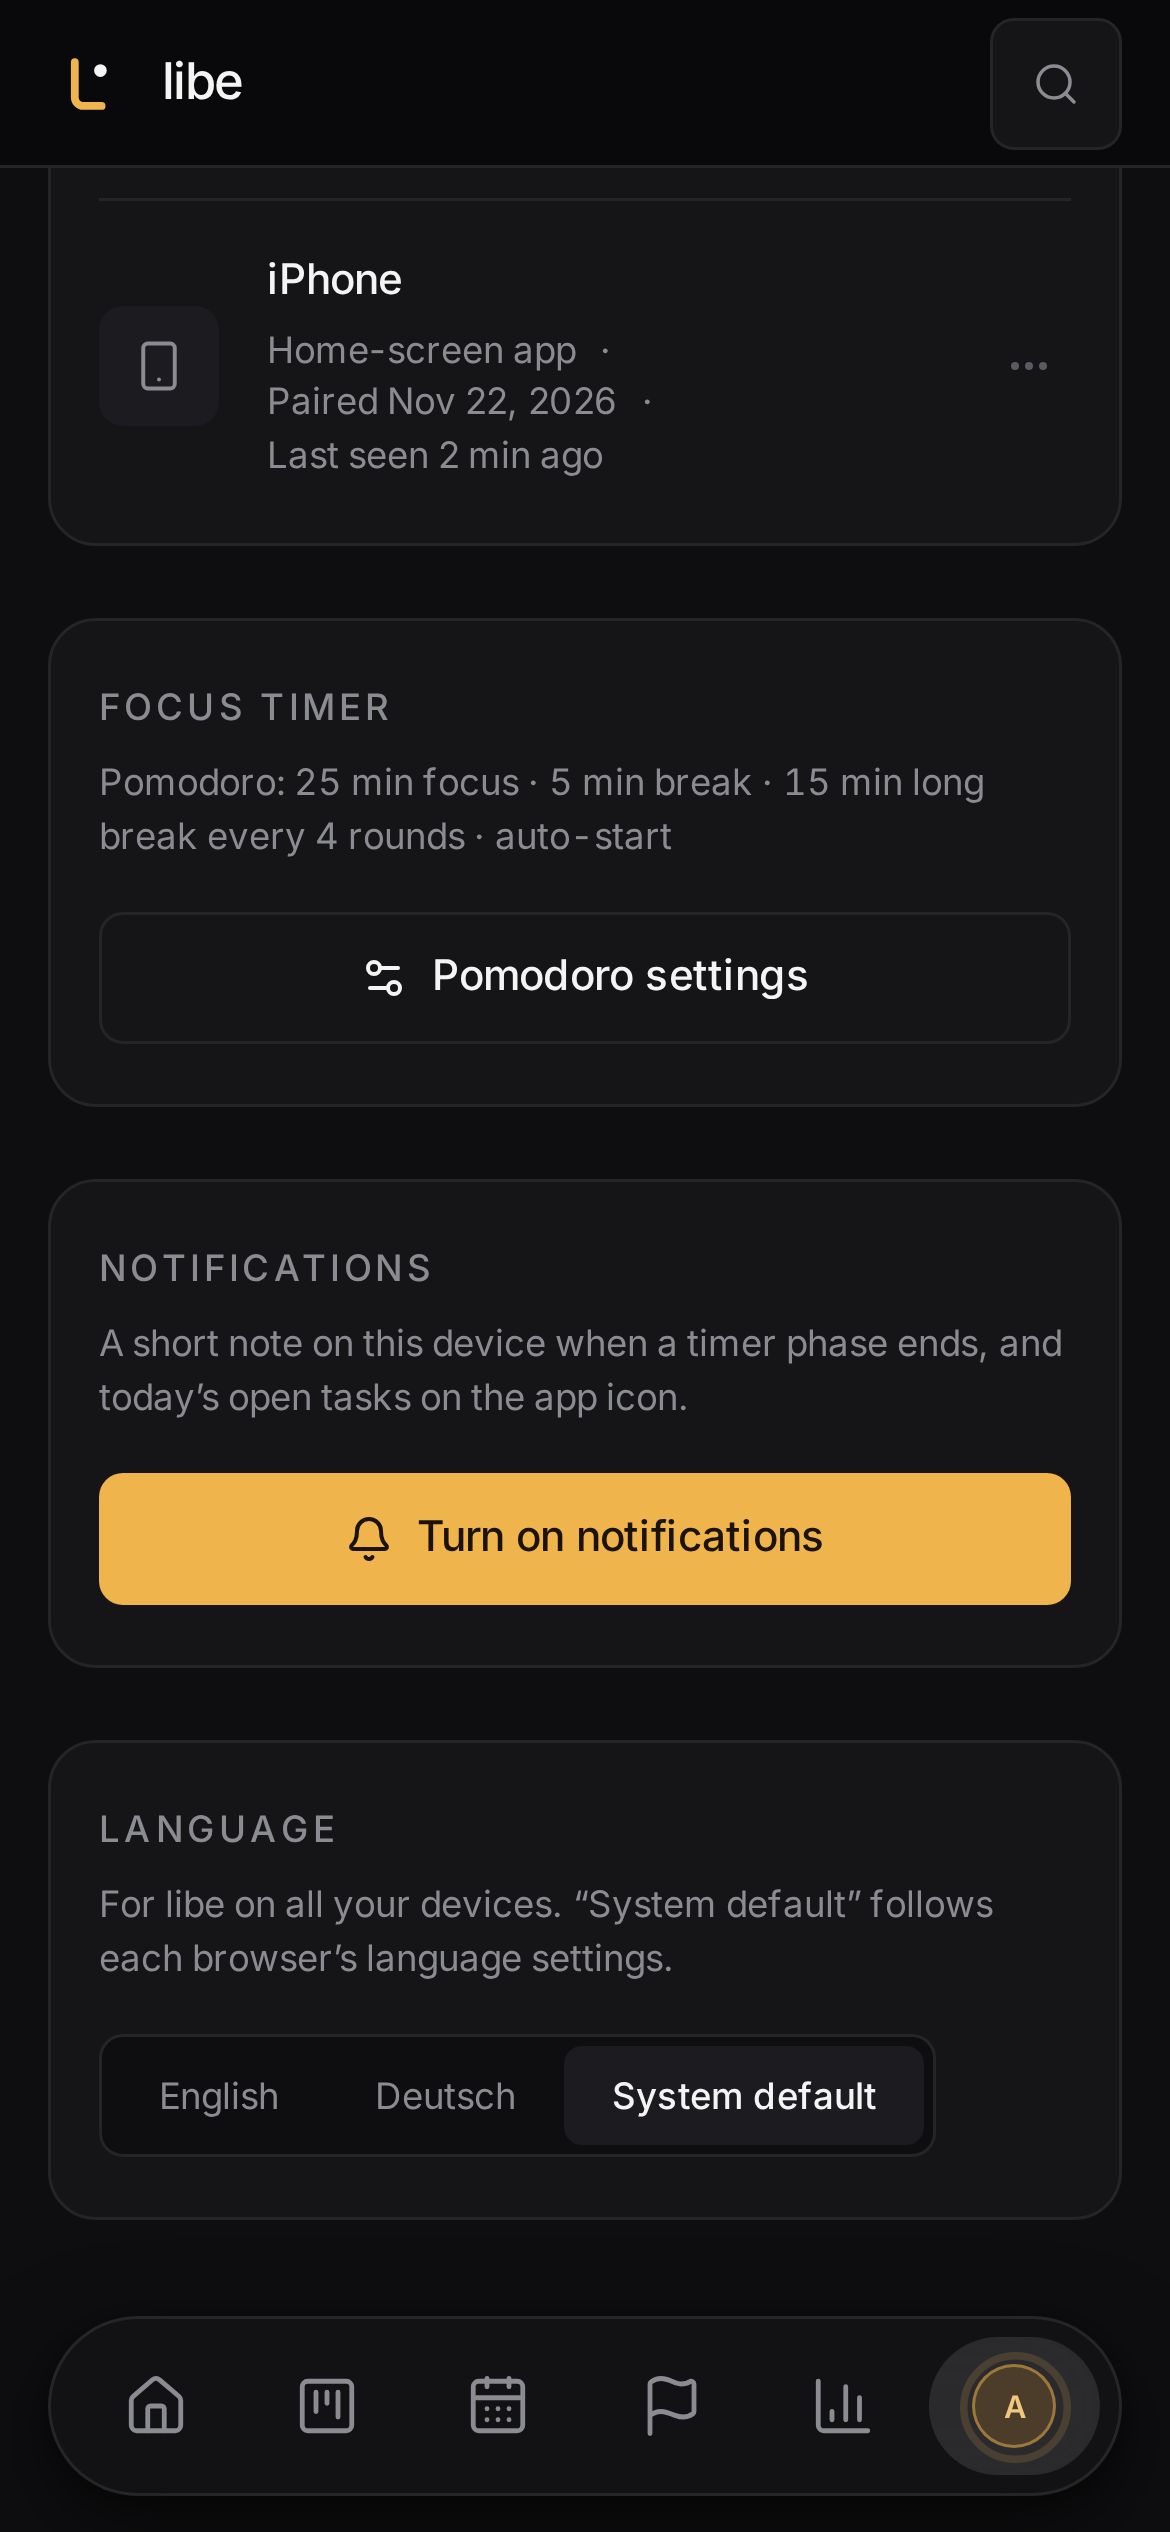 libe
iPhone
Home-screen app ·
Paired Nov 22, 2026 ·
Last seen 2 min ago
FOCUS TIMER
Pomodoro: 25 min focus · 5 min break · 15 min long
break every 4 rounds · auto-start
Pomodoro settings
NOTIFICATIONS
A short note on this device when a timer phase ends, and
today’s open tasks on the app icon.
Turn on notifications
LANGUAGE
For libe on all your devices. “System default” follows
each browser’s language settings.
English Deutsch System default
A